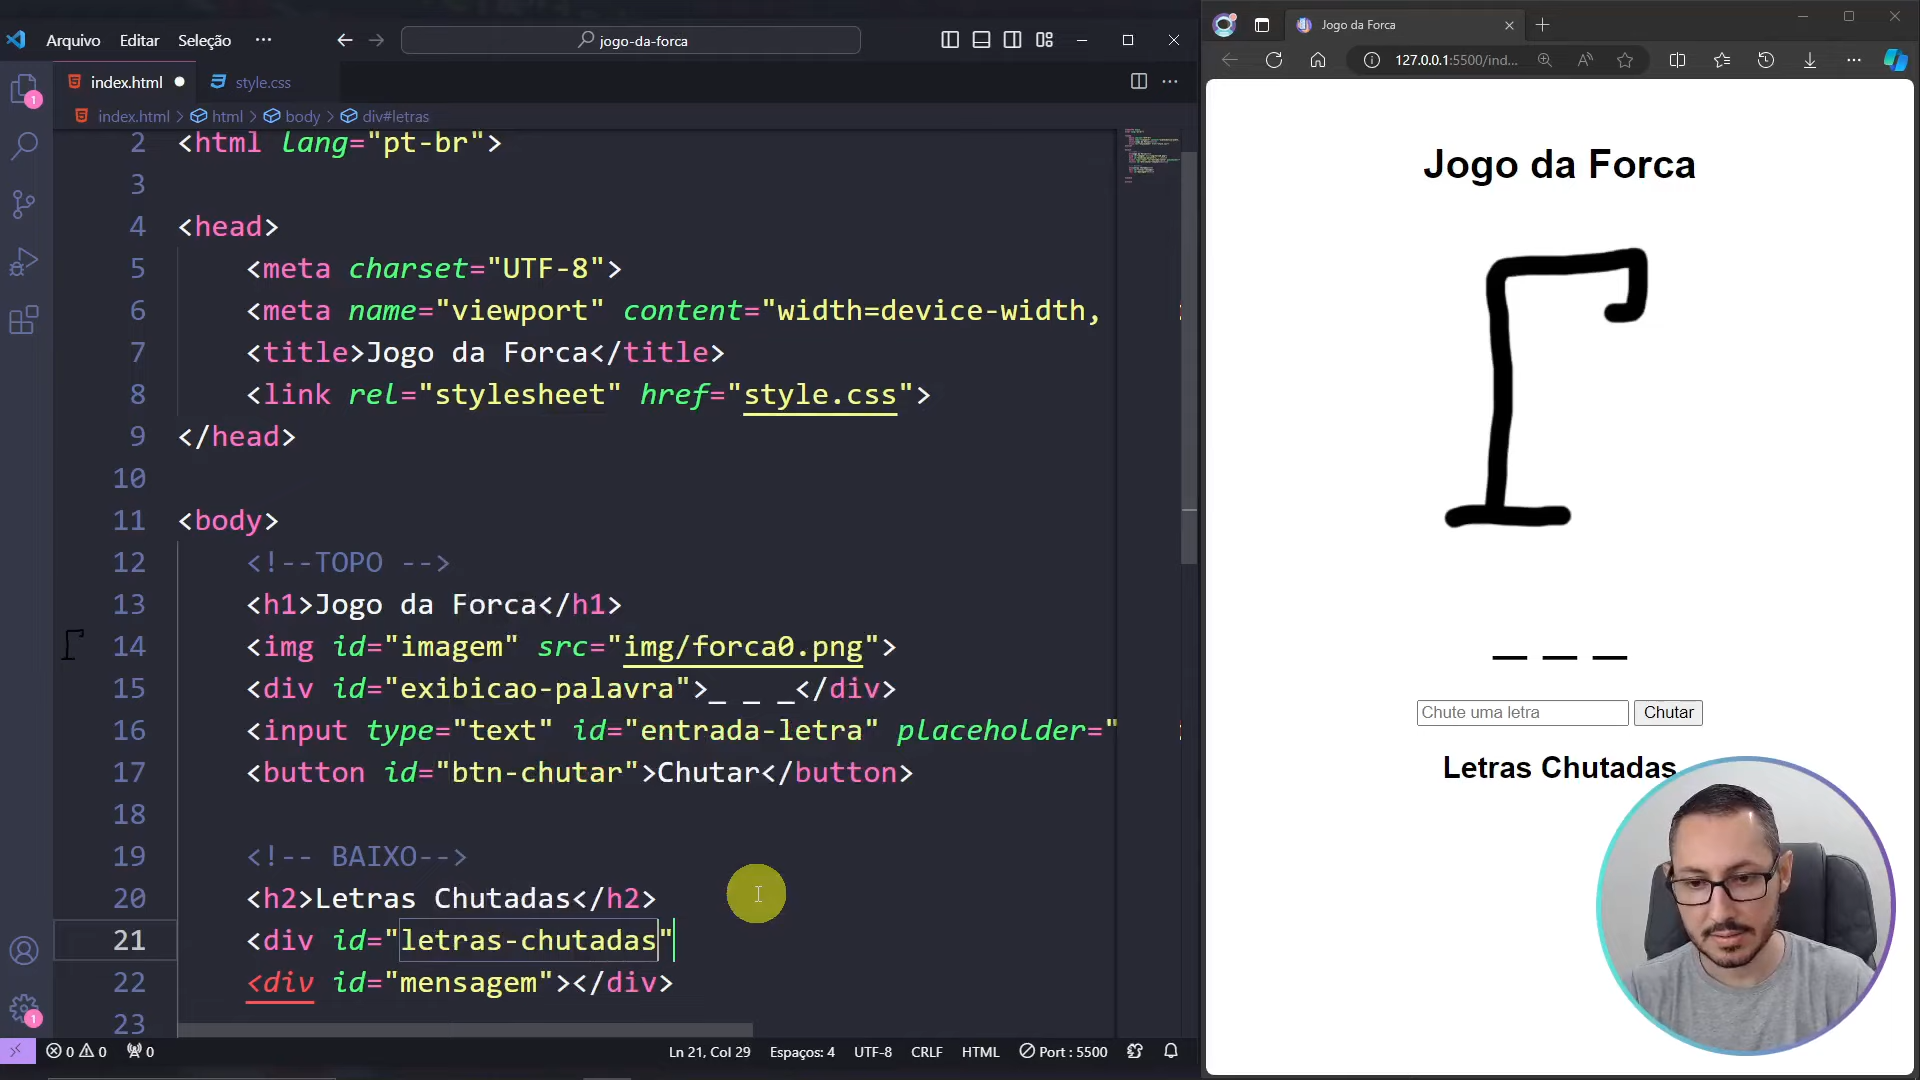 Arquivo Editar Seleção ··· jogo-da-forca
index.html style.css
index.html > html > body > div#letras
2 <html lang="pt-br">
3
4 <head>
5 <meta charset="UTF-8">
6 <meta name="viewport" content="width=device-width,
7 <title>Jogo da Forca</title>
8 <link rel="stylesheet" href="style.css">
9 </head>
10
11 <body>
12 <!--TOPO -->
13 <h1>Jogo da Forca</h1>
14 <img id="imagem" src="img/forca0.png">
15 <div id="exibicao-palavra">_ _ _</div>
16 <input type="text" id="entrada-letra" placeholder="
17 <button id="btn-chutar">Chutar</button>
18
19 <!-- BAIXO-->
20 <h2>Letras Chutadas</h2>
21 <div id="letras-chutadas"
22 <div id="mensagem"></div>
23
1
1
0 0 0 Ln 21, Col 29 Espaços: 4 UTF-8 CRLF HTML Port : 5500
Jogo da Forca
127.0.0.1:5500/ind...
Jogo da Forca
_ _ _
Chute uma letra Chutar
Letras Chutadas